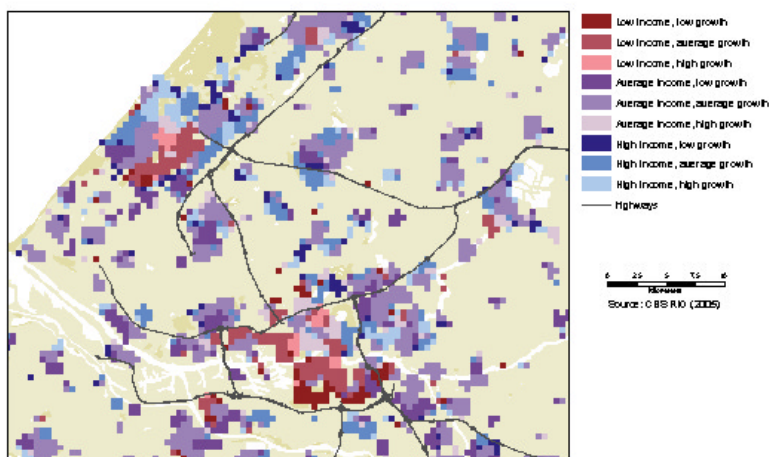 Low income, low growth
Low income, average growth
Low income, high growth
Average income, low growth
Average income, average growth
Average income, high growth
High income, low growth
High income, average growth
High income, high growth
Highways
0 2.5 5 7.5 10
Kilometers
Source: CBS RIO (2005)